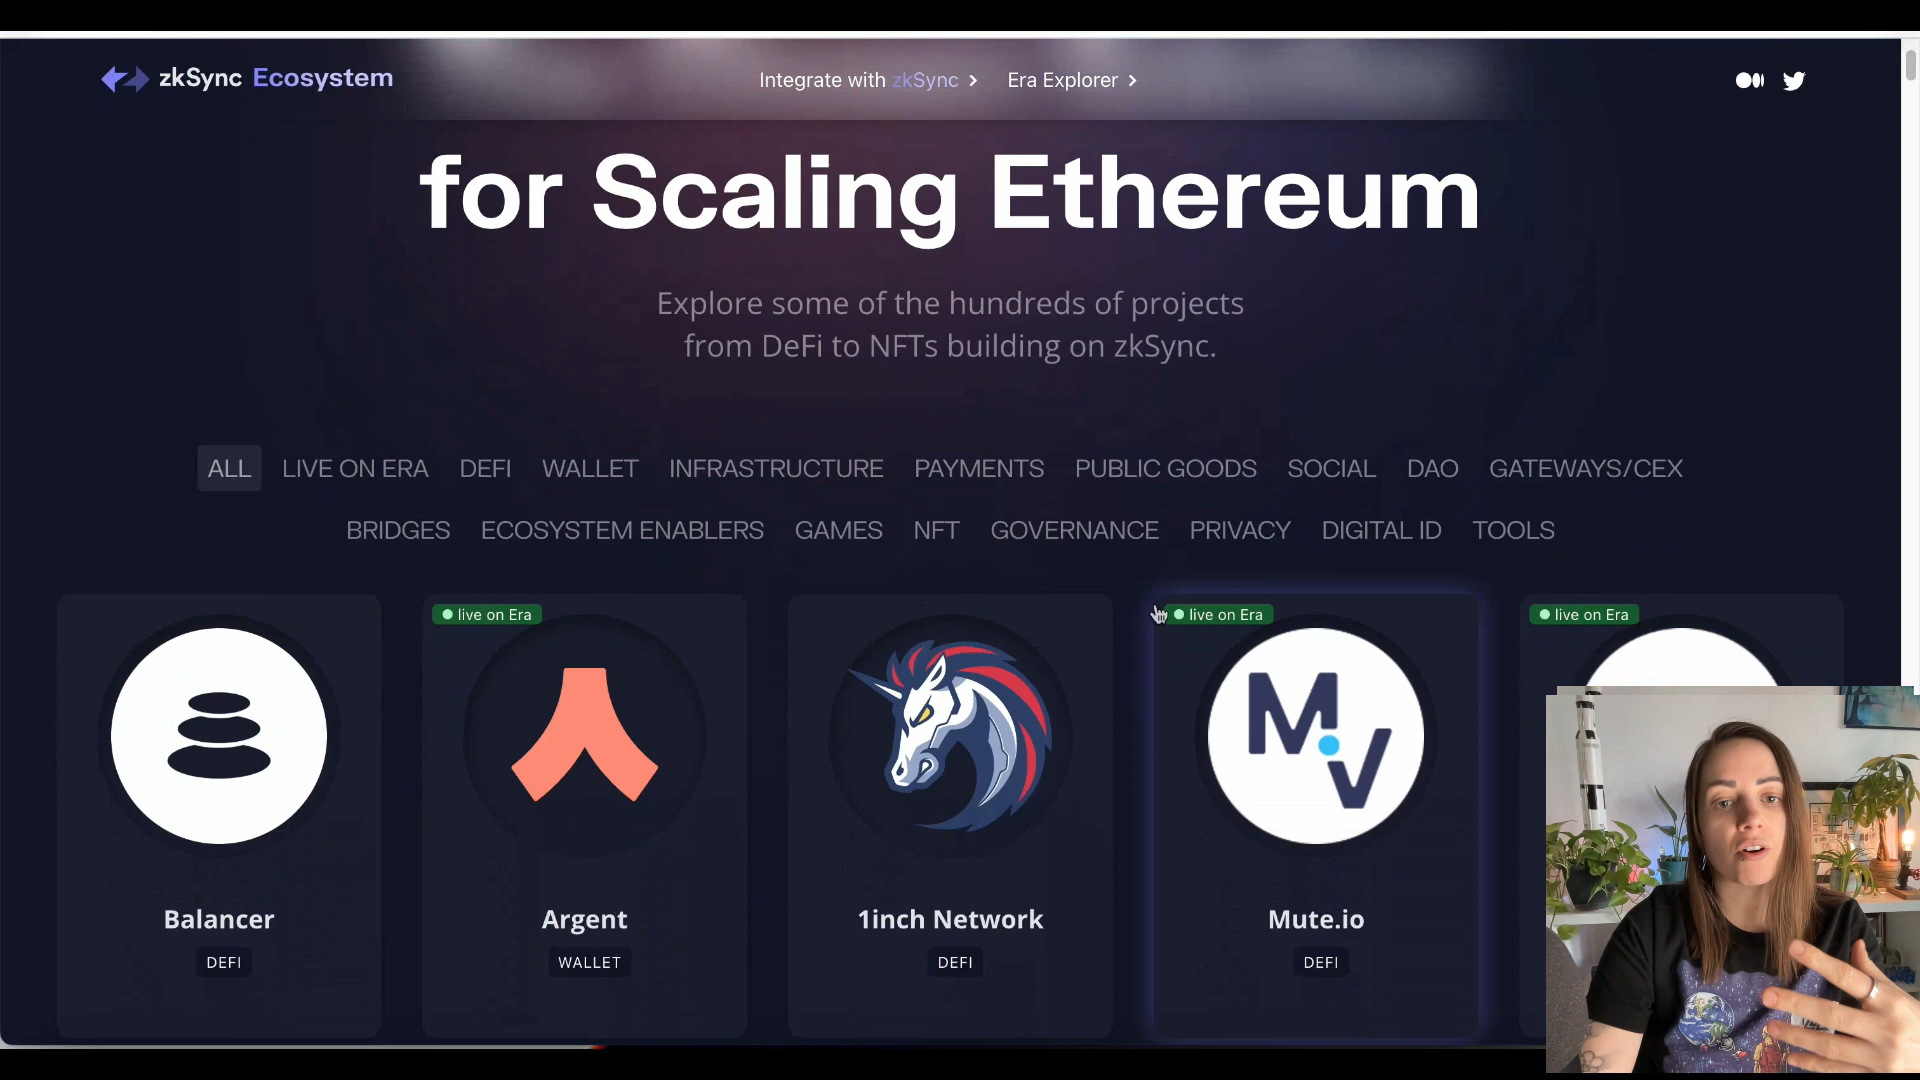 zkSync Ecosystem
Integrate with zkSync >
Era Explorer >
for Scaling Ethereum
Explore some of the hundreds of projects
from DeFi to NFTs building on zkSync.
ALL LIVE ON ERA DEFI WALLET INFRASTRUCTURE PAYMENTS PUBLIC GOODS SOCIAL DAO GATEWAYS/CEX
BRIDGES ECOSYSTEM ENABLERS GAMES NFT GOVERNANCE PRIVACY DIGITAL ID TOOLS
live on Era
live on Era
live on Era
M.V
Balancer
DEFI
Argent
WALLET
1inch Network
DEFI
Mute.io
DEFI